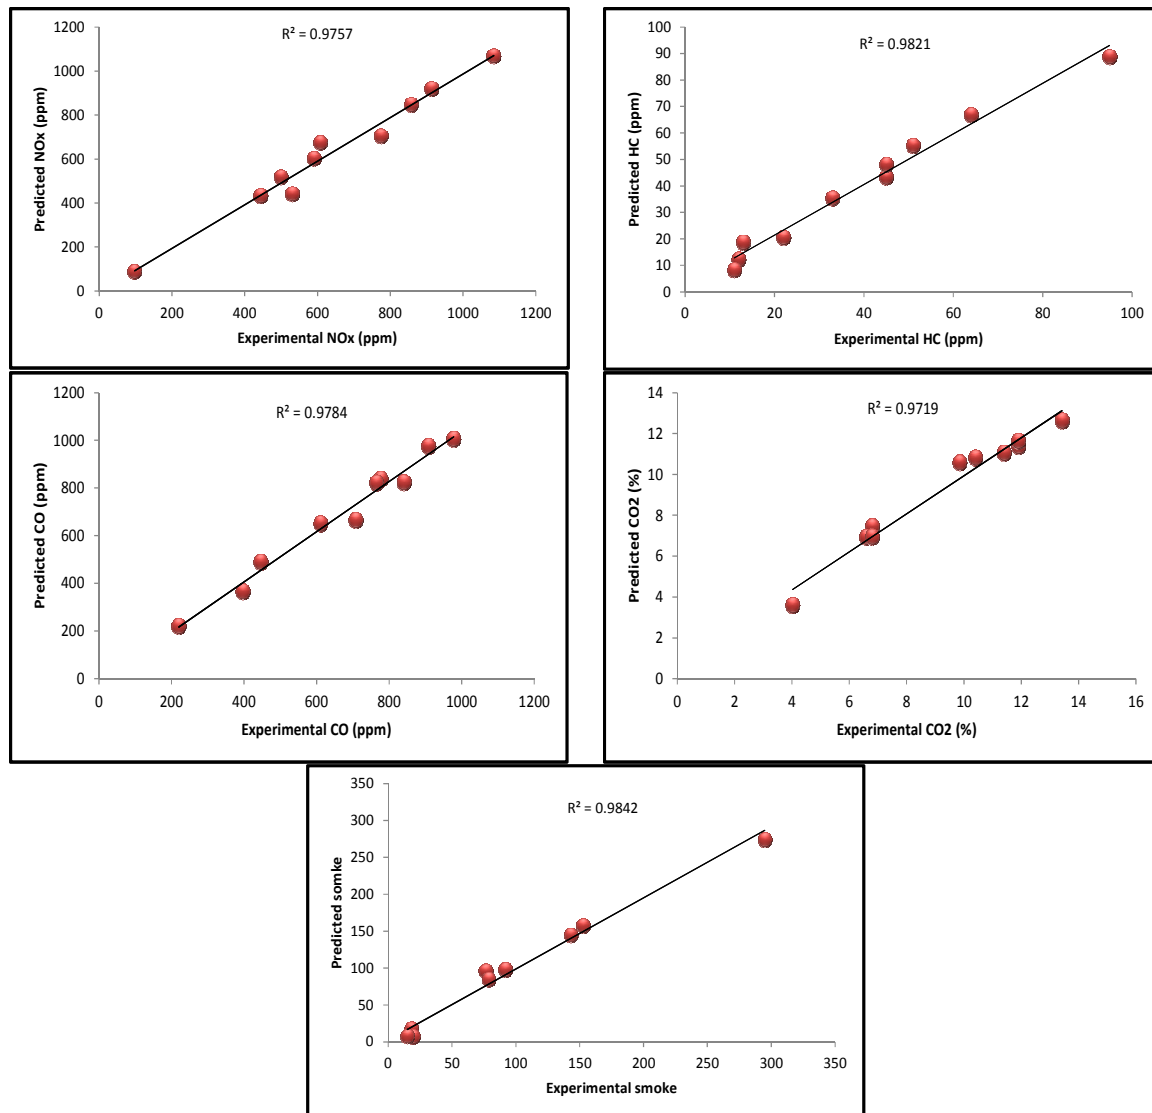 R² = 0.9757
Predicted NOx (ppm)
1200
1000
800
600
400
200
0
0 200 400 600 800 1000 1200
Experimental NOx (ppm)
R² = 0.9821
Predicted HC (ppm)
100
90
80
70
60
50
40
30
20
10
0
0 20 40 60 80 100
Experimental HC (ppm)
R² = 0.9784
Predicted CO (ppm)
1200
1000
800
600
400
200
0
0 200 400 600 800 1000 1200
Experimental CO (ppm)
R² = 0.9719
Predicted CO2 (%)
14
12
10
8
6
4
2
0
0 2 4 6 8 10 12 14 16
Experimental CO2 (%)
R² = 0.9842
Predicted somke
350
300
250
200
150
100
50
0
0 50 100 150 200 250 300 350
Experimental smoke